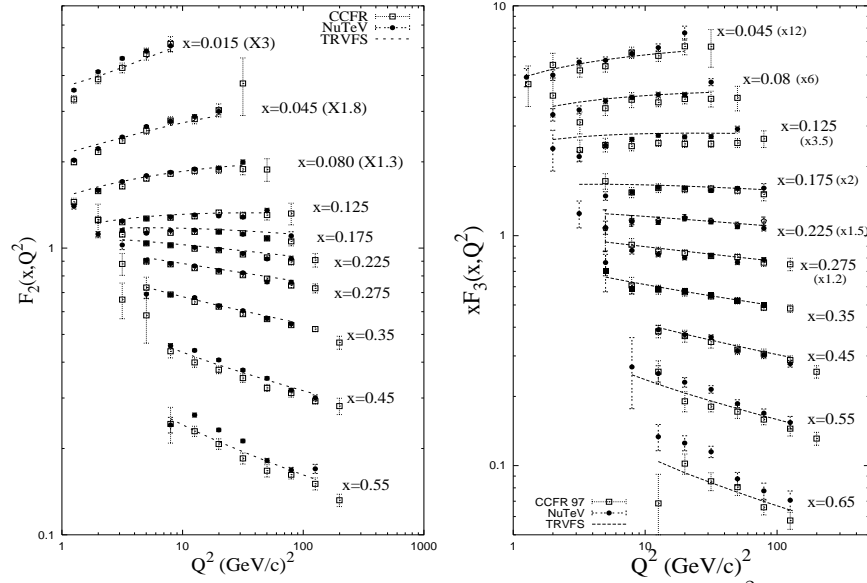 CCFR
NuTeV
TRVFS
x=0.015 (X3)
x=0.045 (X1.8)
x=0.080 (X1.3)
x=0.125
x=0.175
x=0.225
x=0.275
x=0.35
x=0.45
x=0.55
F₂(x,Q²)
1
0.1
1
10
100
1000
Q² (GeV/c)²
x=0.045 (x12)
x=0.08 (x6)
x=0.125
(x3.5)
x=0.175 (x2)
x=0.225 (x1.5)
x=0.275
(x1.2)
x=0.35
x=0.45
x=0.55
x=0.65
CCFR 97
NuTeV
TRVFS
xF₃(x,Q²)
10
1
0.1
1
10
100
Q² (GeV/c)²